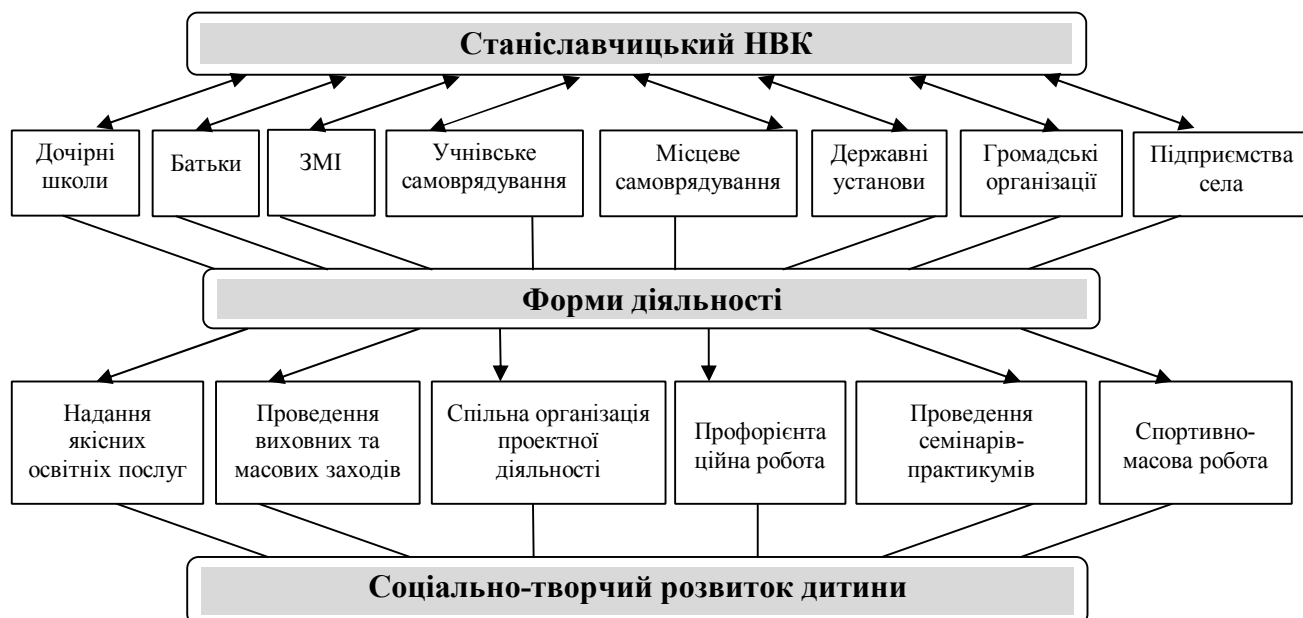 Станіславчицький НВК
Дочірні
школи
Батьки
ЗМІ
Учнівське
самоврядування
Місцеве
самоврядування
Державні
установи
Громадські
організації
Підприємства
села
Форми діяльності
Надання
якісних
освітніх послуг
Проведення
виховних та
масових заходів
Спільна організація
проектної
діяльності
Профорієнта
ційна робота
Проведення
семінарів-
практикумів
Спортивно-
масова робота
Соціально-творчий розвиток дитини